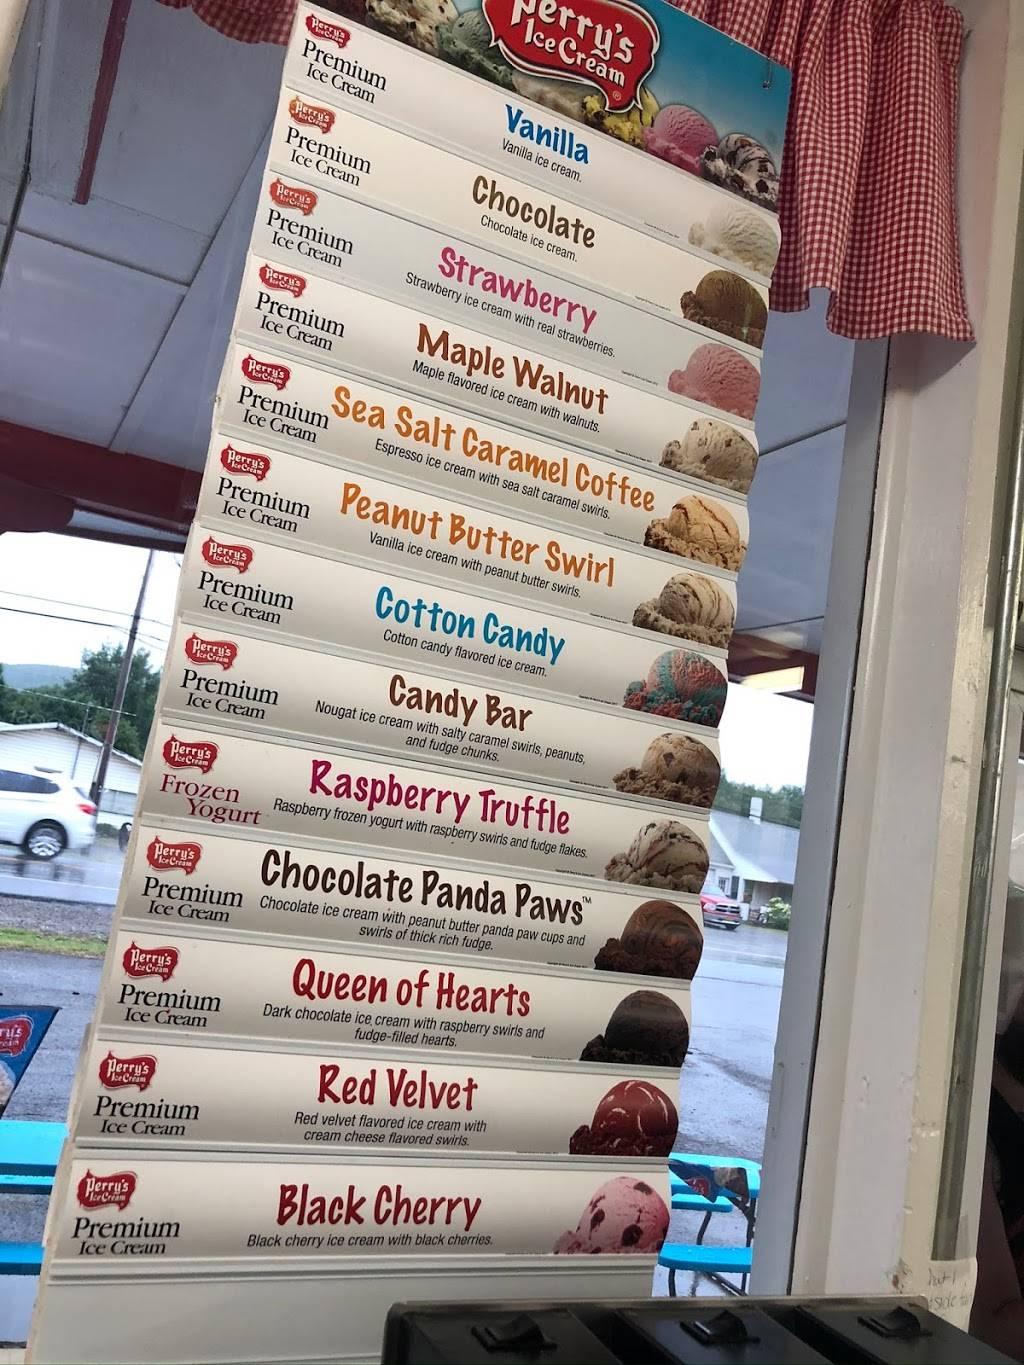 Perry's
Ice Cream
®
Perry's
Ice Cream
Premium
Ice Cream
Vanilla
Vanilla ice cream.
Perry's
Ice Cream
Premium
Ice Cream
Chocolate
Chocolate ice cream.
Perry's
Ice Cream
Premium
Ice Cream
Strawberry
Strawberry ice cream with real strawberries.
Perry's
Ice Cream
Premium
Ice Cream
Maple Walnut
Maple flavored ice cream with walnuts.
Perry's
Ice Cream
Premium
Ice Cream
Sea Salt Caramel Coffee
Espresso ice cream with sea salt caramel swirls.
Perry's
Ice Cream
Premium
Ice Cream
Peanut Butter Swirl
Vanilla ice cream with peanut butter swirls.
Perry's
Ice Cream
Premium
Ice Cream
Cotton Candy
Cotton candy flavored ice cream.
Perry's
Ice Cream
Premium
Ice Cream
Candy Bar
Nougat ice cream with salty caramel swirls, peanuts,
and fudge chunks.
Perry's
Ice Cream
Frozen
Yogurt
Raspberry Truffle
Raspberry frozen yogurt with raspberry swirls and fudge flakes.
Perry's
Ice Cream
Premium
Ice Cream
Chocolate Panda Paws™
Chocolate ice cream with peanut butter panda paw cups and
swirls of thick rich fudge.
Perry's
Ice Cream
Premium
Ice Cream
Queen of Hearts
Dark chocolate ice cream with raspberry swirls and
fudge-filled hearts.
Perry's
Ice Cream
Premium
Ice Cream
Red Velvet
Red velvet flavored ice cream with
cream cheese flavored swirls.
Perry's
Ice Cream
Premium
Ice Cream
Black Cherry
Black cherry ice cream with black cherries.